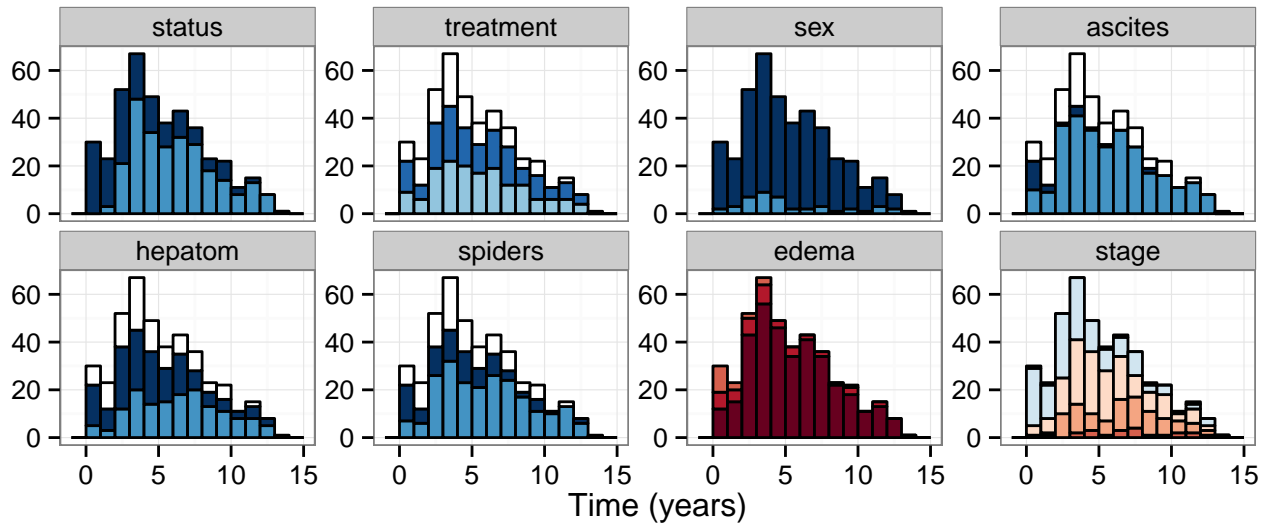 status treatment sex ascites
60 60 60 60
40 40 40 40
20 20 20 20
0 0 0 0
hepatom spiders edema stage
60 60 60 60
40 40 40 40
20 20 20 20
0 0 0 0
0 5 10 15 0 5 10 15 0 5 10 15 0 5 10 15
Time (years)